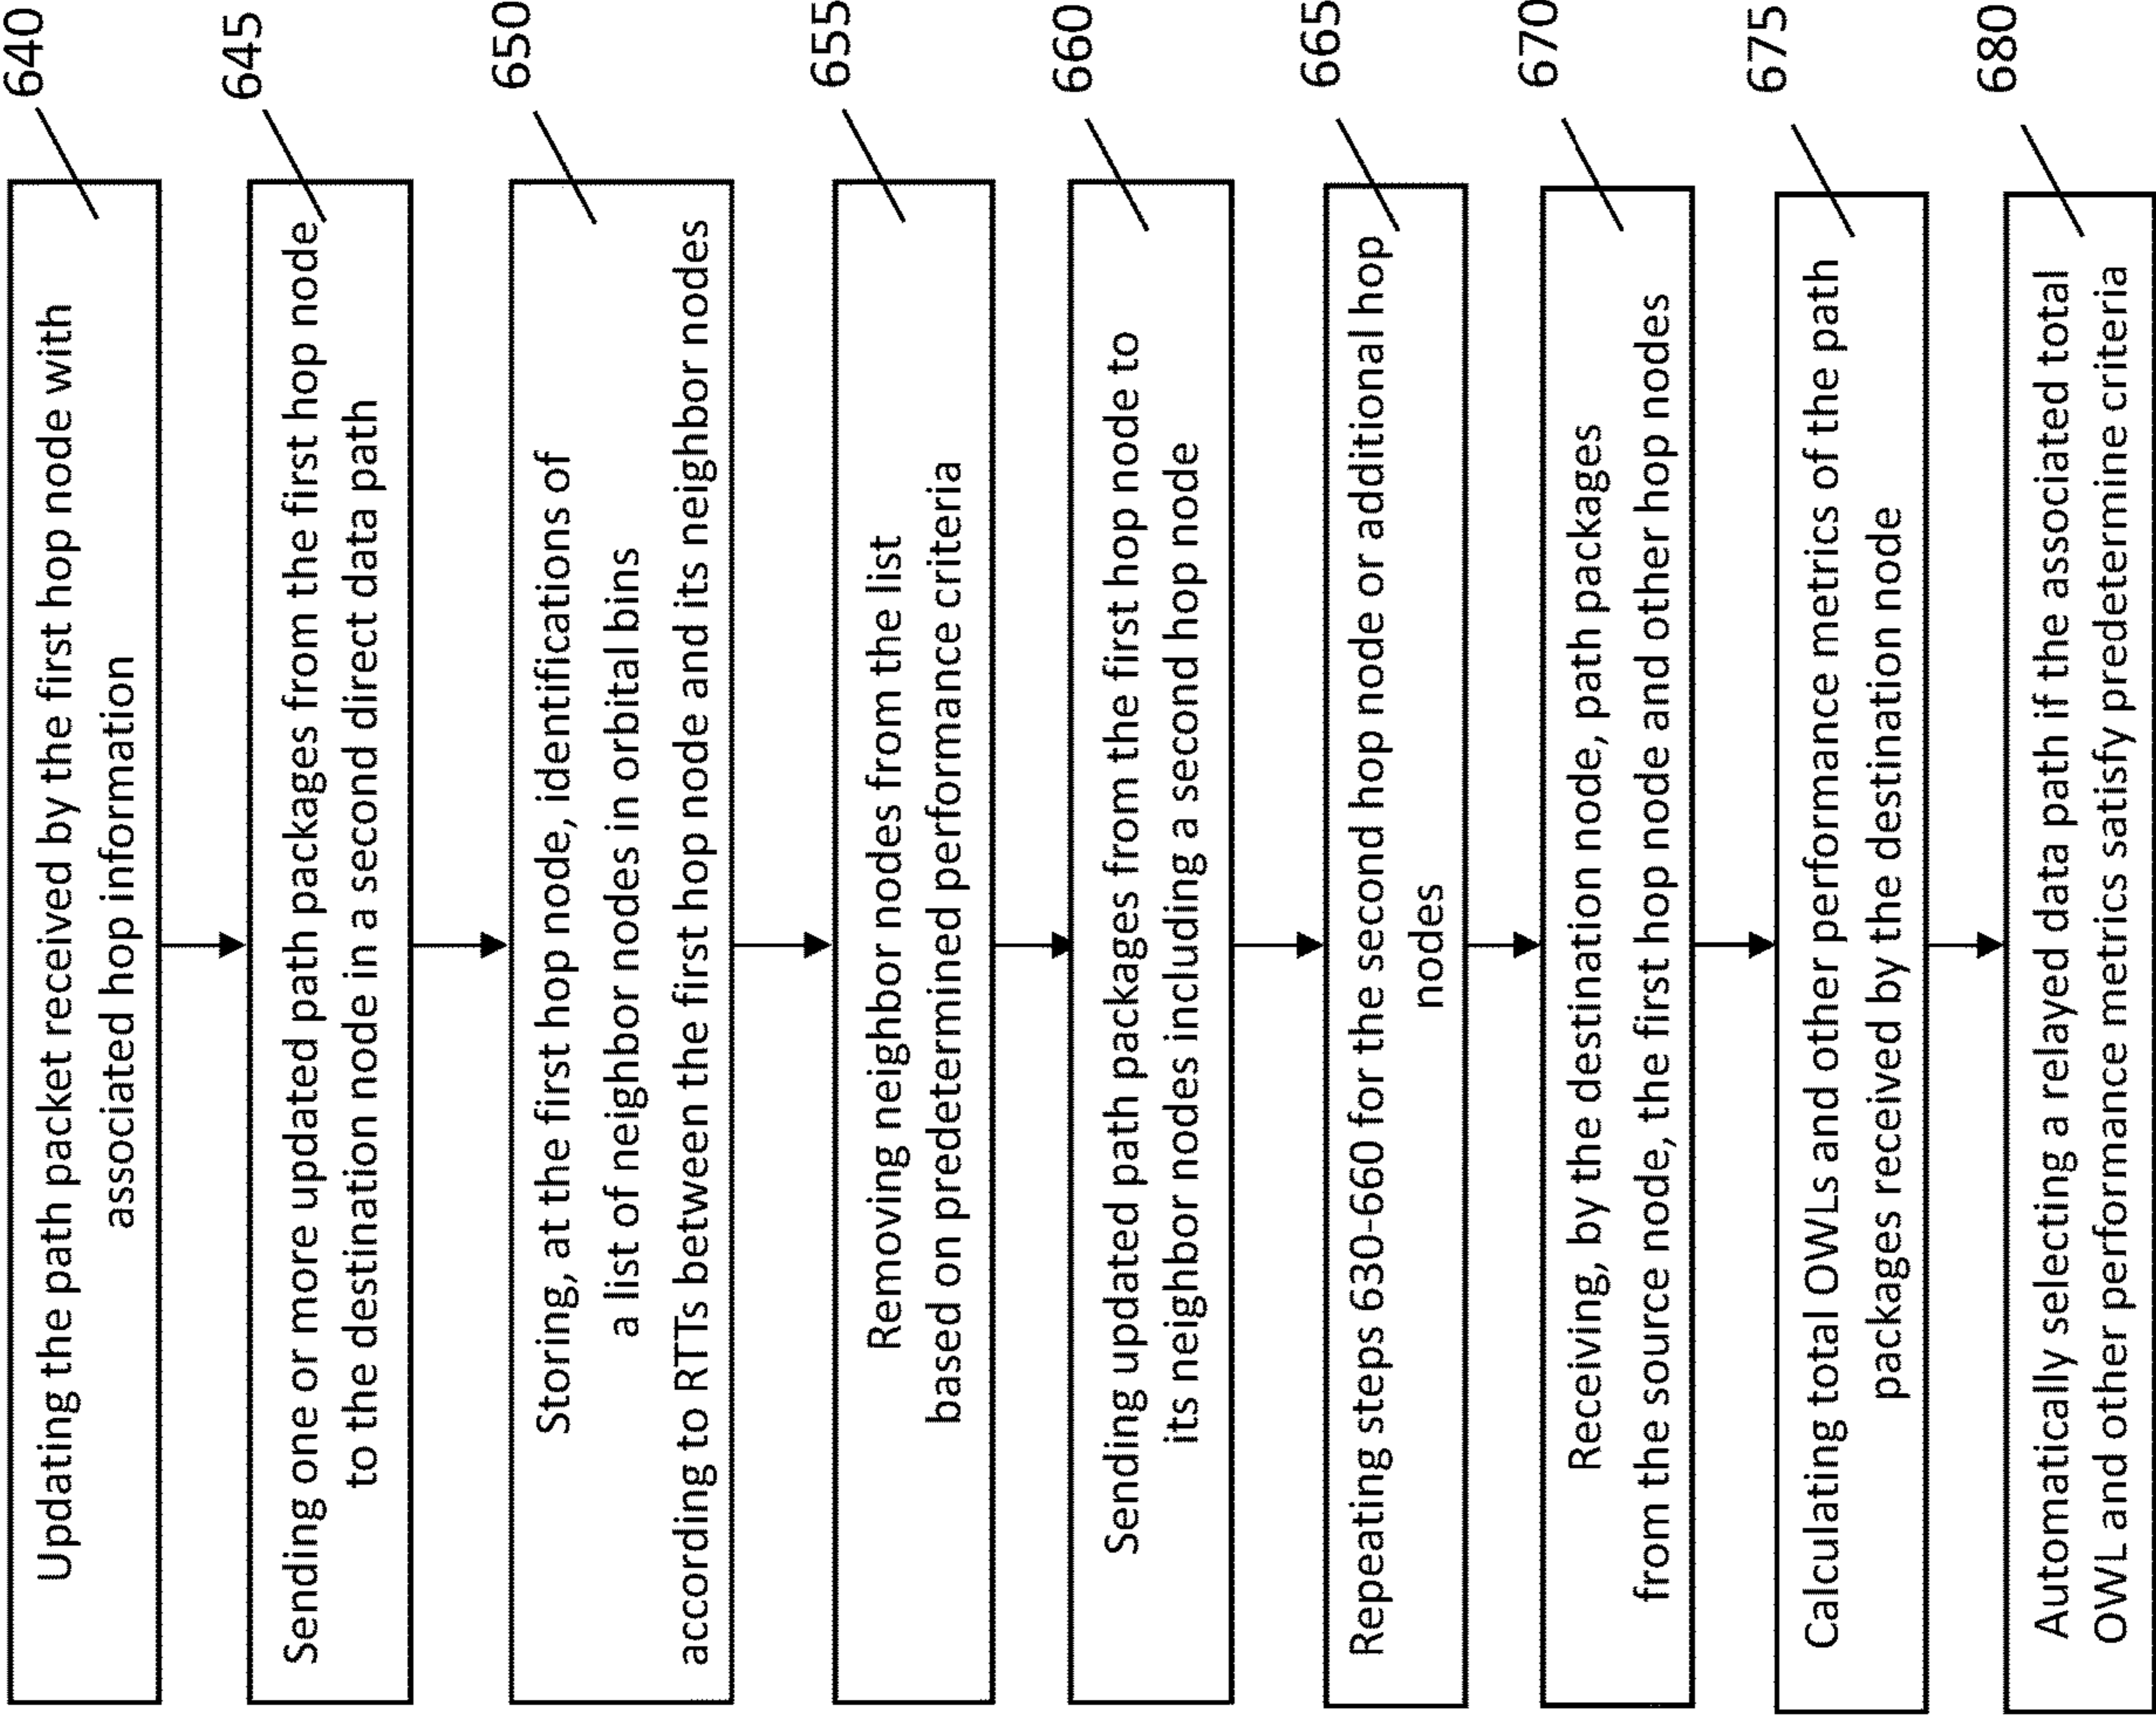 640
Updating the path packet received by the first hop node with
associated hop information
645
Sending one or more updated path packages from the first hop node
to the destination node in a second direct data path
650
Storing, at the first hop node, identifications of
a list of neighbor nodes in orbital bins
according to RTTs between the first hop node and its neighbor nodes
655
Removing neighbor nodes from the list
based on predetermined performance criteria
660
Sending updated path packages from the first hop node to
its neighbor nodes including a second hop node
665
Repeating steps 630-660 for the second hop node or additional hop
nodes
670
Receiving, by the destination node, path packages
from the source node, the first hop node and other hop nodes
675
Calculating total OWLs and other performance metrics of the path
packages received by the destination node
680
Automatically selecting a relayed data path if the associated total
OWL and other performance metrics satisfy predetermine criteria